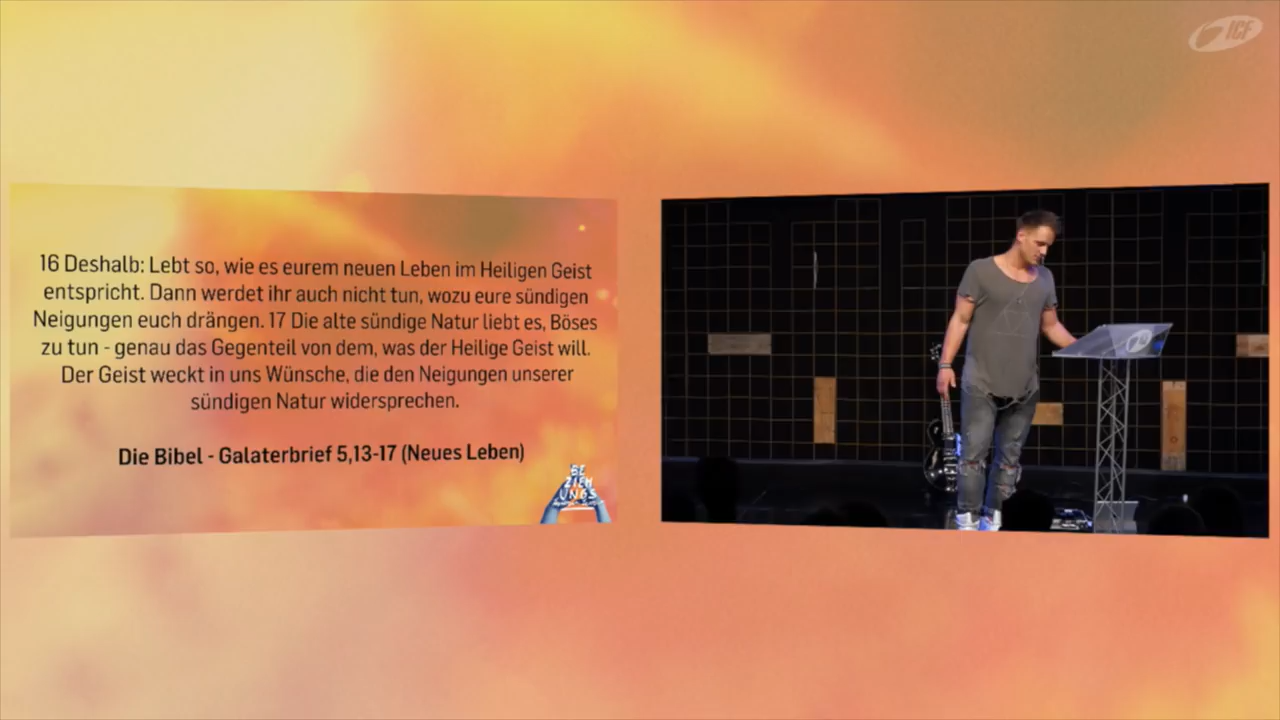 ICF
16 Deshalb: Lebt so, wie es eurem neuen Leben im Heiligen Geist
entspricht. Dann werdet ihr auch nicht tun, wozu eure sündigen
Neigungen euch drängen. 17 Die alte sündige Natur liebt es, Böses
zu tun - genau das Gegenteil von dem, was der Heilige Geist will.
Der Geist weckt in uns Wünsche, die den Neigungen unserer
sündigen Natur widersprechen.
Die Bibel - Galaterbrief 5,13-17 (Neues Leben)
BE
ZIEH
UNGS